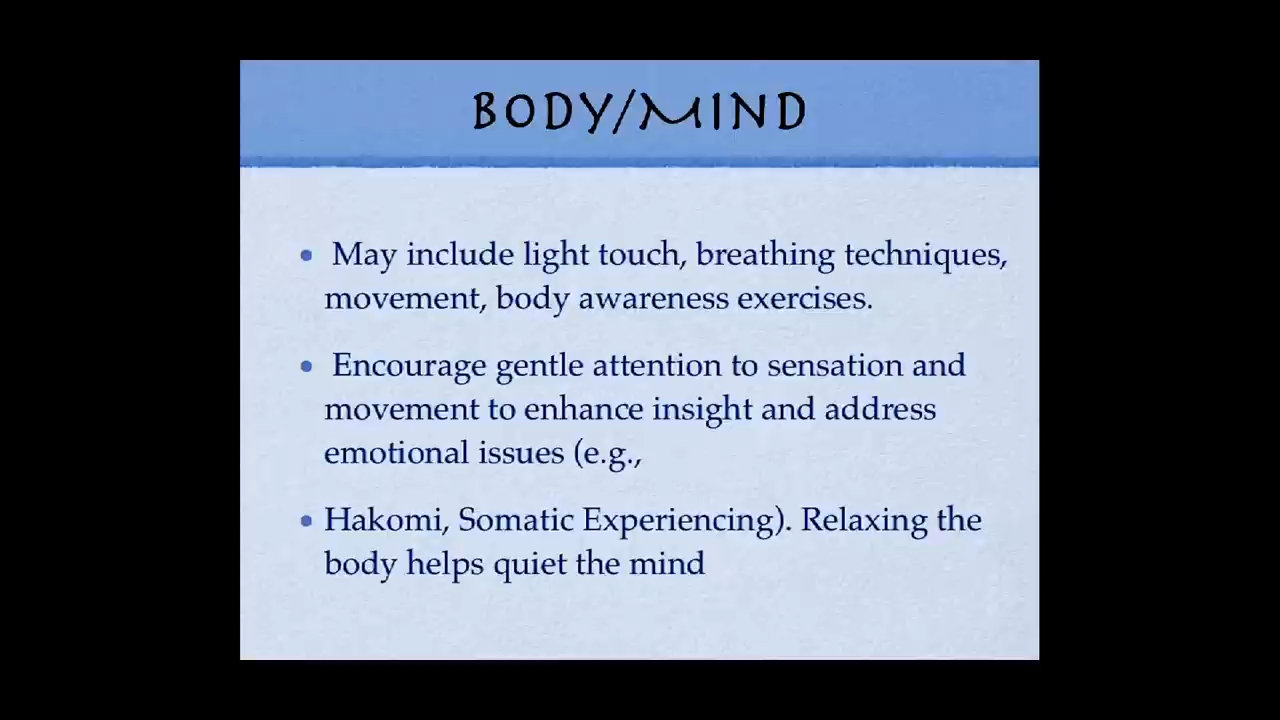 BODY/MIND
• May include light touch, breathing techniques,
movement, body awareness exercises.
• Encourage gentle attention to sensation and
movement to enhance insight and address
emotional issues (e.g.,
• Hakomi, Somatic Experiencing). Relaxing the
body helps quiet the mind